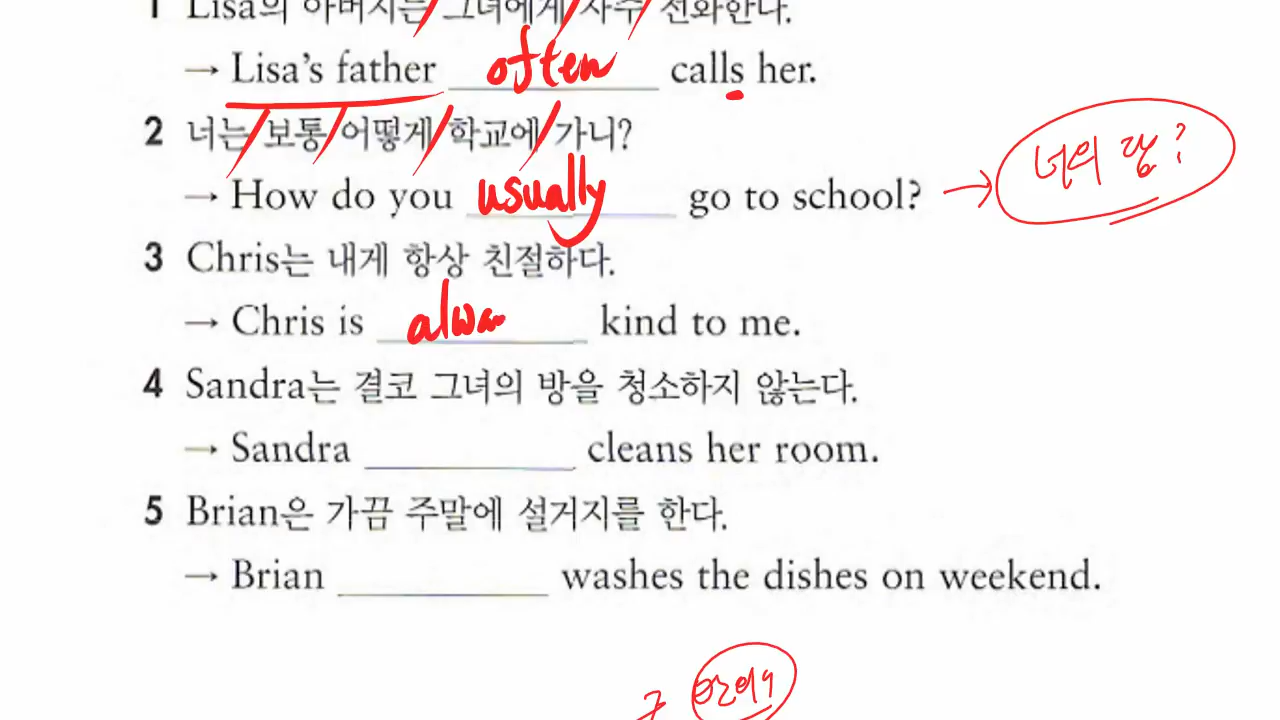 1 Lisa의 아버지는 그녀에게 자주 전화한다.
→ Lisa's father often calls her.
2 너는 보통 어떻게 학교에 가니?
→ How do you usually go to school? → 너의
3 Chris는 내게 항상 친절하다.
→ Chris is alwa kind to me.
4 Sandra는 결코 그녀의 방을 청소하지 않는다.
→ Sandra cleans her room.
5 Brian은 가끔 주말에 설거지를 한다.
→ Brian washes the dishes on weekend.